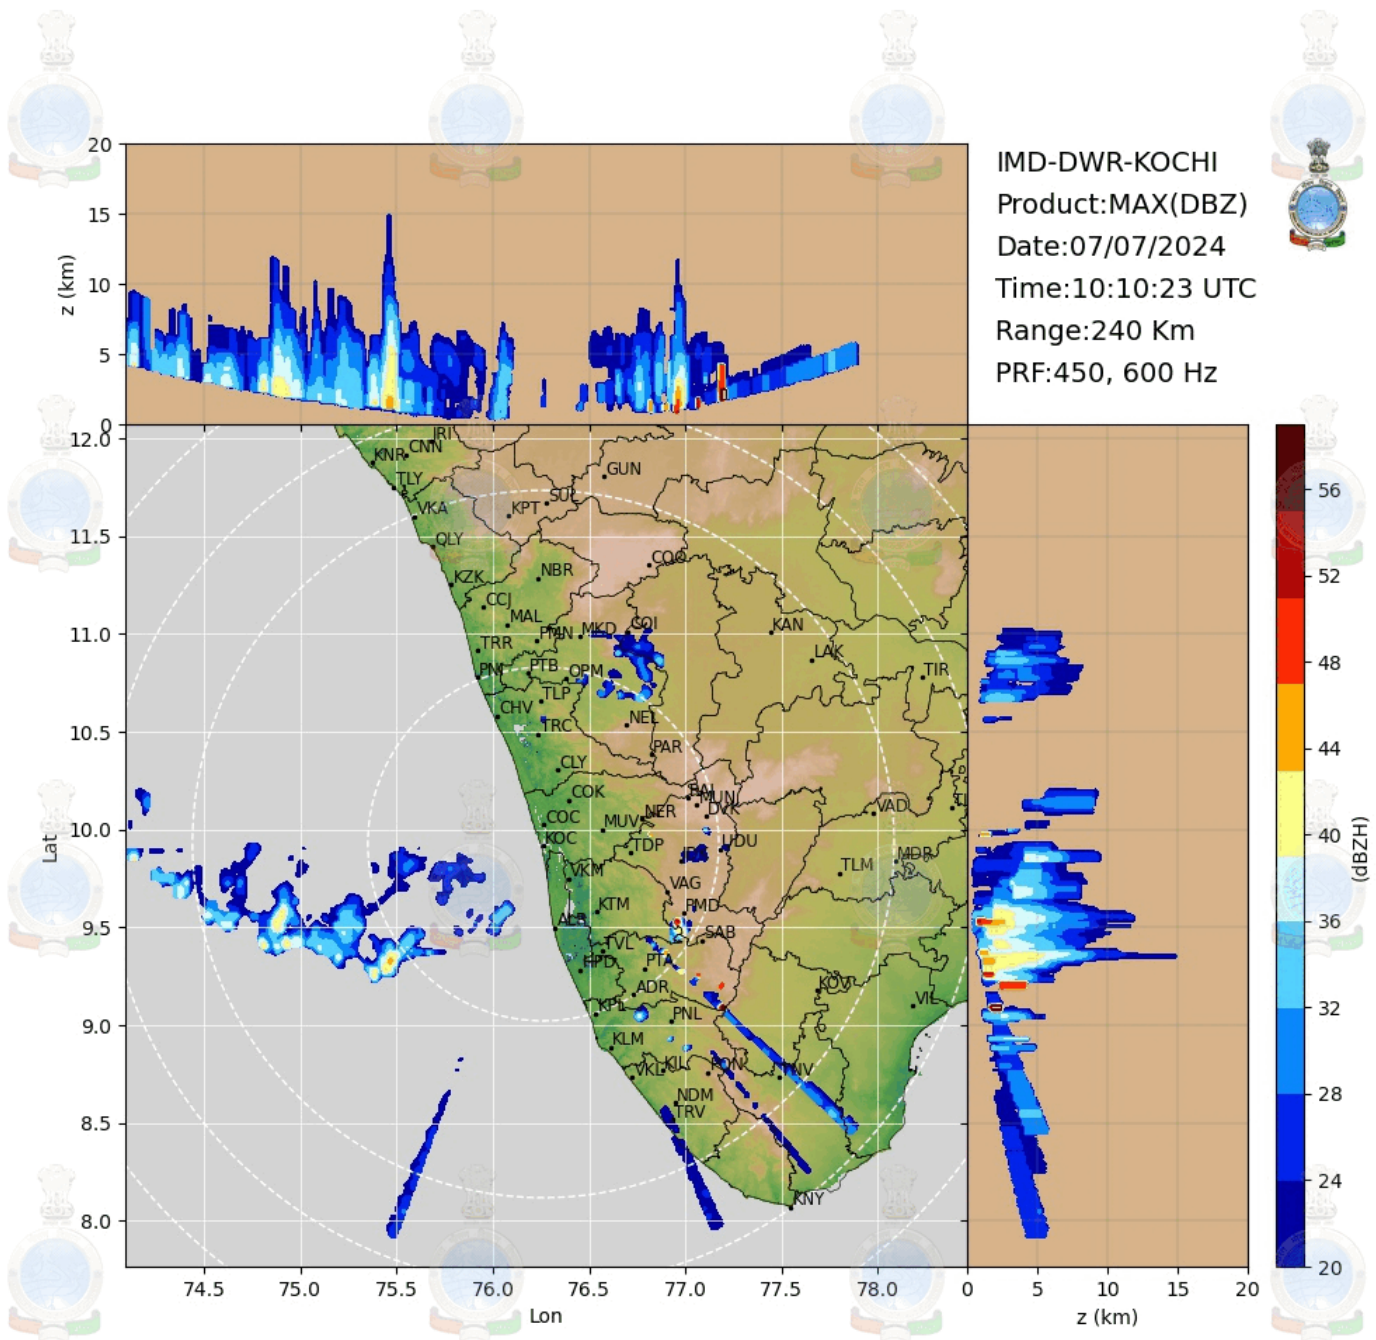 IMD-DWR-KOCHI
Product:MAX(DBZ)
Date:07/07/2024
Time:10:10:23 UTC
Range:240 Km
PRF:450, 600 Hz
20
15
10
5
0
z (km)
JRI
CNN
KNR
TLY
GUN
SUL
VKA
KPT
QLY
COO
NBR
KZK
CCJ
MAL
PMN
MKD
COI
KAN
TRR
LAK
PNI
PTB
OPM
TIR
TLP
CHV
NEL
TRC
PAR
CLY
COK
MUN
VAD
COC
MUV
NER
DVK
KOC
TDP
UDU
MDR
TLM
VKM
VAG
KTM
PMD
ALP
SAB
TVL
HPD
PTA
ADR
KOV
KPL
PNL
VIL
KLM
VKL
KIL
PON
TNV
NDM
TRV
KNY
12.0
11.5
11.0
10.5
10.0
9.5
9.0
8.5
8.0
Lat
74.5 75.0 75.5 76.0 76.5 77.0 77.5 78.0
Lon
0 5 10 15 20
z (km)
56
52
48
44
40
36
32
28
24
20
(dBZH)